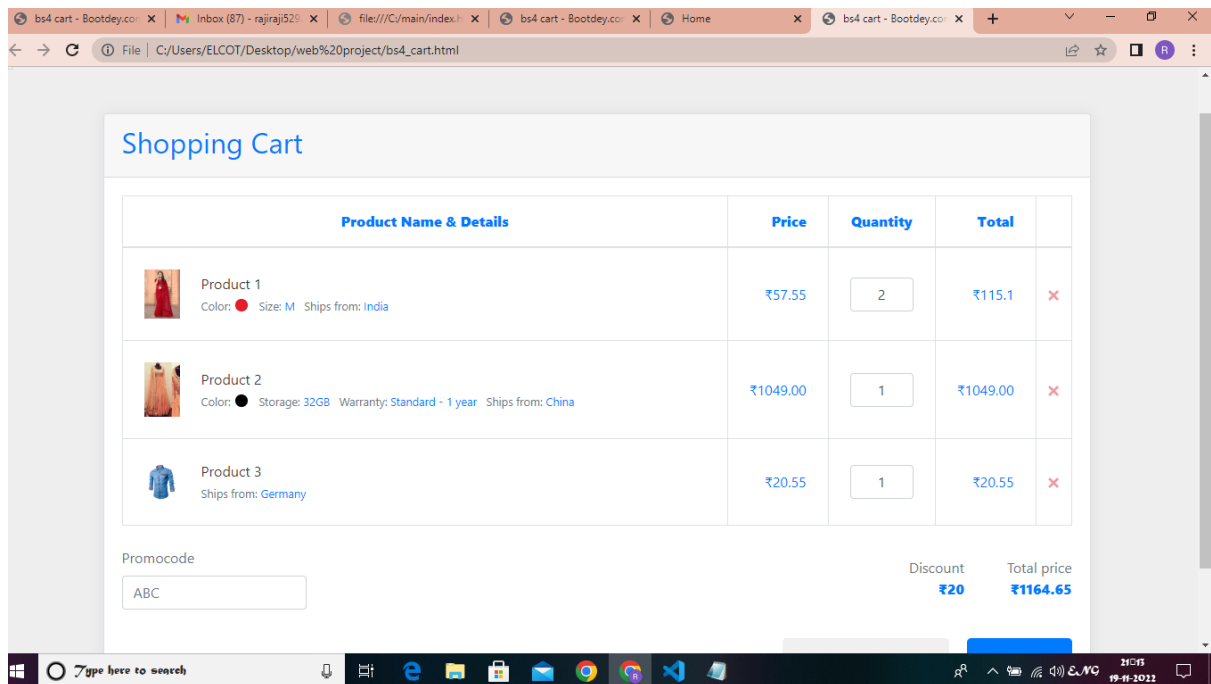 bs4 cart - Bootdey.con
Inbox (87) - rajiraji529
file:///C:/main/index.h
bs4 cart - Bootdey.con
Home
bs4 cart - Bootdey.con
File | C:/Users/ELCOT/Desktop/web%20project/bs4_cart.html
R
Shopping Cart
Product Name & Details Price Quantity Total
Product 1
Color: Size: M Ships from: India
₹57.55 2 ₹115.1 ×
Product 2
Color: Storage: 32GB Warranty: Standard - 1 year Ships from: China
₹1049.00 1 ₹1049.00 ×
Product 3
Ships from: Germany
₹20.55 1 ₹20.55 ×
Promocode
ABC
Discount Total price
₹20 ₹1164.65
Type here to search
ENG
21□13
19-11-2022